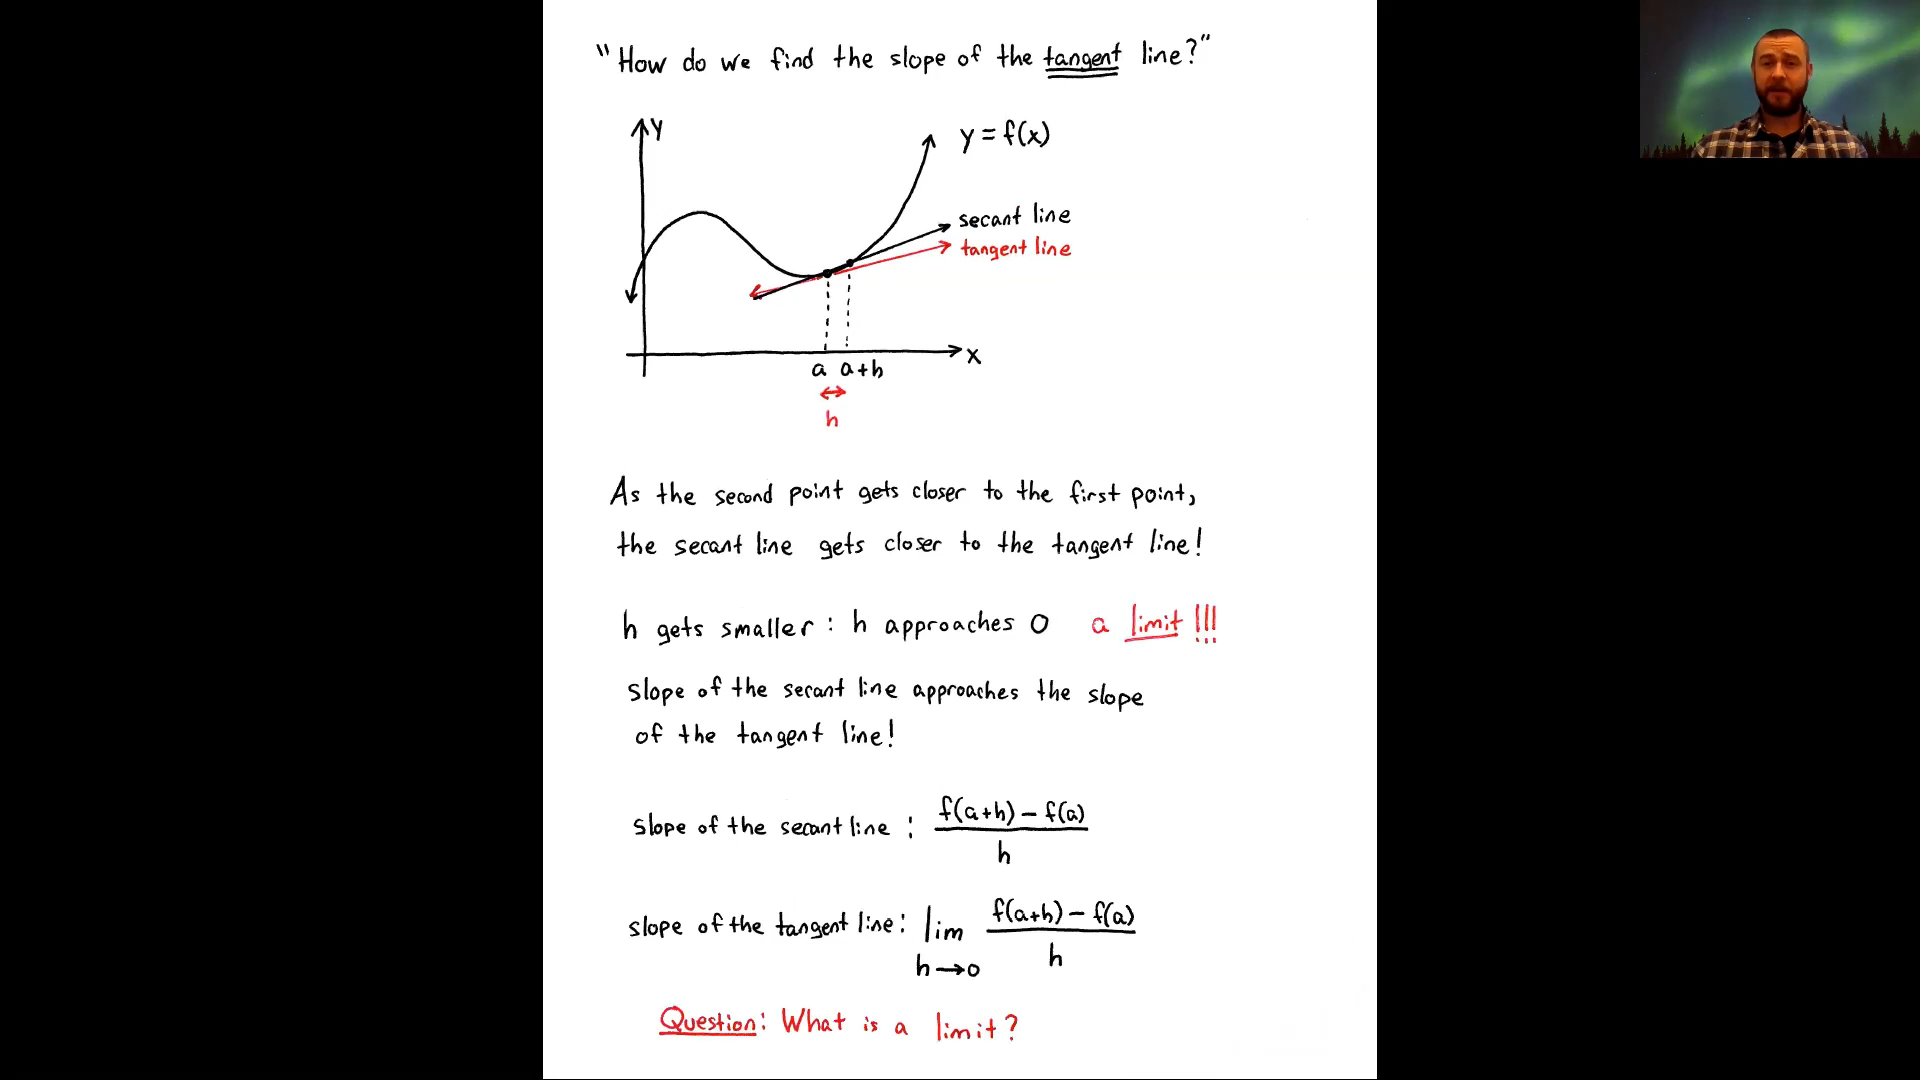 "How do we find the slope of the tangent line?"
y
y = f(x)
secant line
tangent line
x
a a+h
h
As the second point gets closer to the first point,
the secant line gets closer to the tangent line!
h gets smaller : h approaches 0 a limit !!!
slope of the secant line approaches the slope
of the tangent line!
slope of the secant line : f(a+h) − f(a)
h
slope of the tangent line: lim f(a+h) − f(a)
h→0 h
Question: What is a limit?